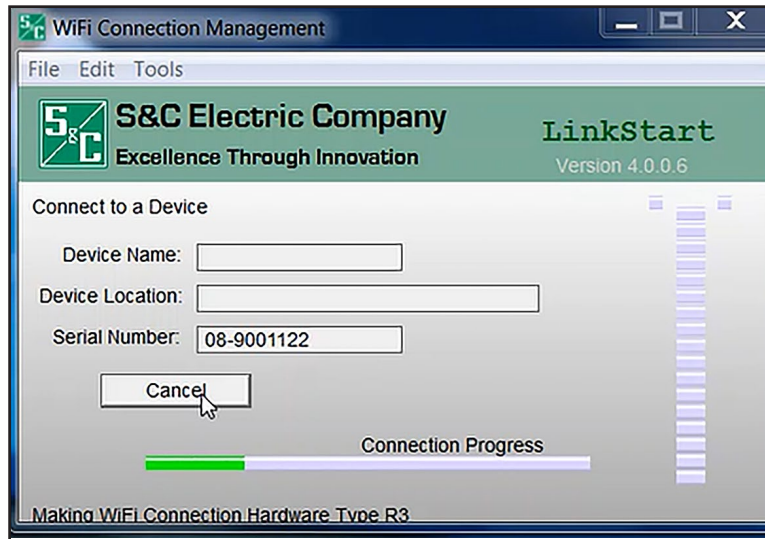 S&C WiFi Connection Management
File Edit Tools
S&C S&C Electric Company
Excellence Through Innovation
LinkStart
Version 4.0.0.6
Connect to a Device
Device Name:
Device Location:
Serial Number: 08-9001122
Cancel
Connection Progress
Making WiFi Connection Hardware Type R3